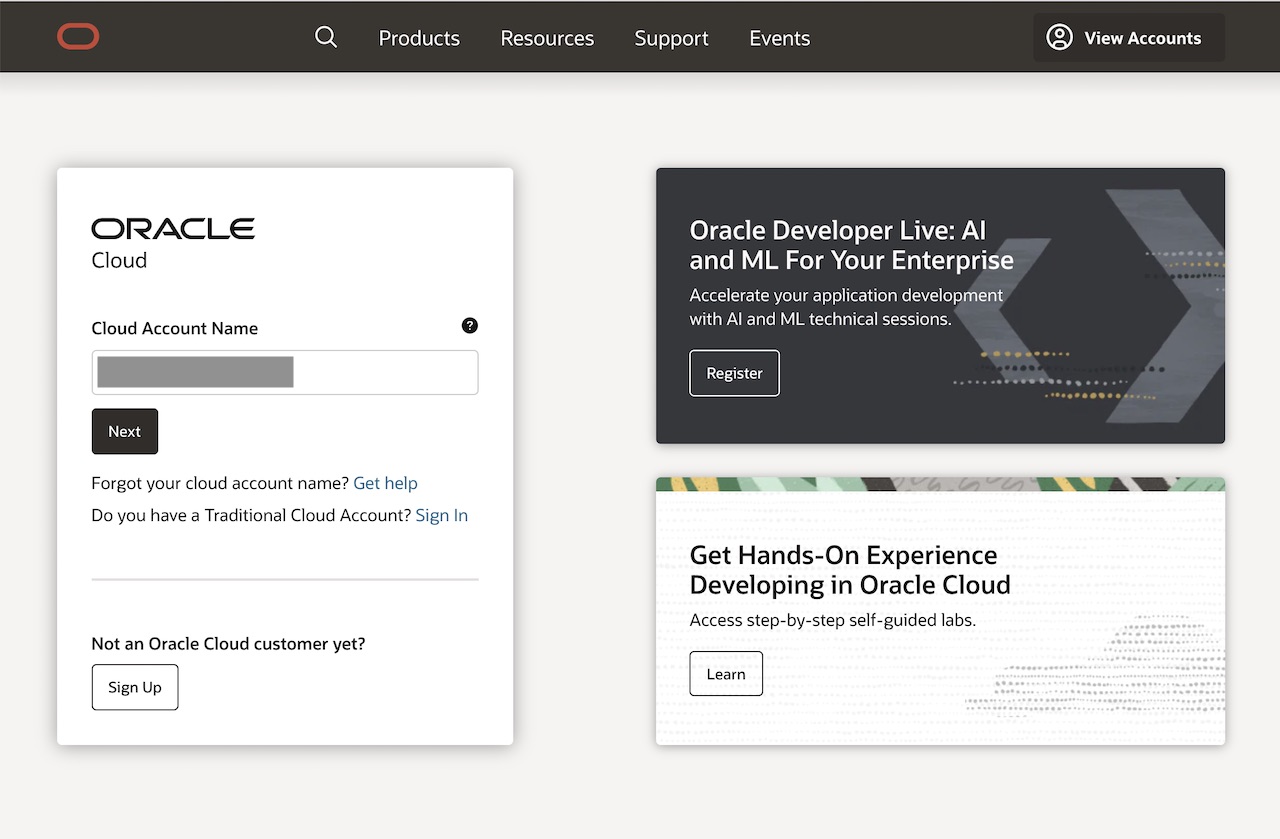 Products Resources Support Events View Accounts
ORACLE
Cloud
Cloud Account Name ?
Next
Forgot your cloud account name? Get help
Do you have a Traditional Cloud Account? Sign In
Not an Oracle Cloud customer yet?
Sign Up
Oracle Developer Live: AI
and ML For Your Enterprise
Accelerate your application development
with AI and ML technical sessions.
Register
Get Hands-On Experience
Developing in Oracle Cloud
Access step-by-step self-guided labs.
Learn